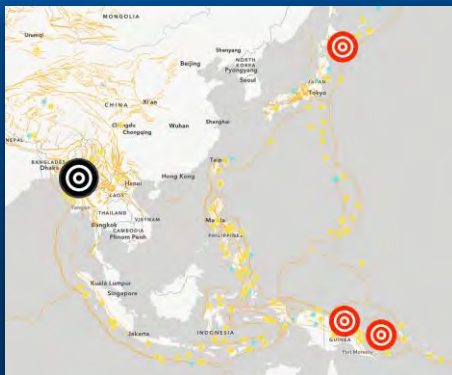 MONGOLIA
Urumqi
Shenyang
NORTH
KOREA
Beijing
Pyongyang
Seoul
JAPAN
Tokyo
CHINA
Xi'an
Chengdu
Wuhan
Shanghai
Chongqing
NEPAL
BANGLADESH
Dhaka
Hong Kong
Hanoi
LAOS
Yangon
THAILAND
VIETNAM
Bangkok
CAMBODIA
Phnom Penh
PHILIPPINES
Kuala Lumpur
Singapore
Jakarta
INDONESIA
GUINEA
Port Moresby